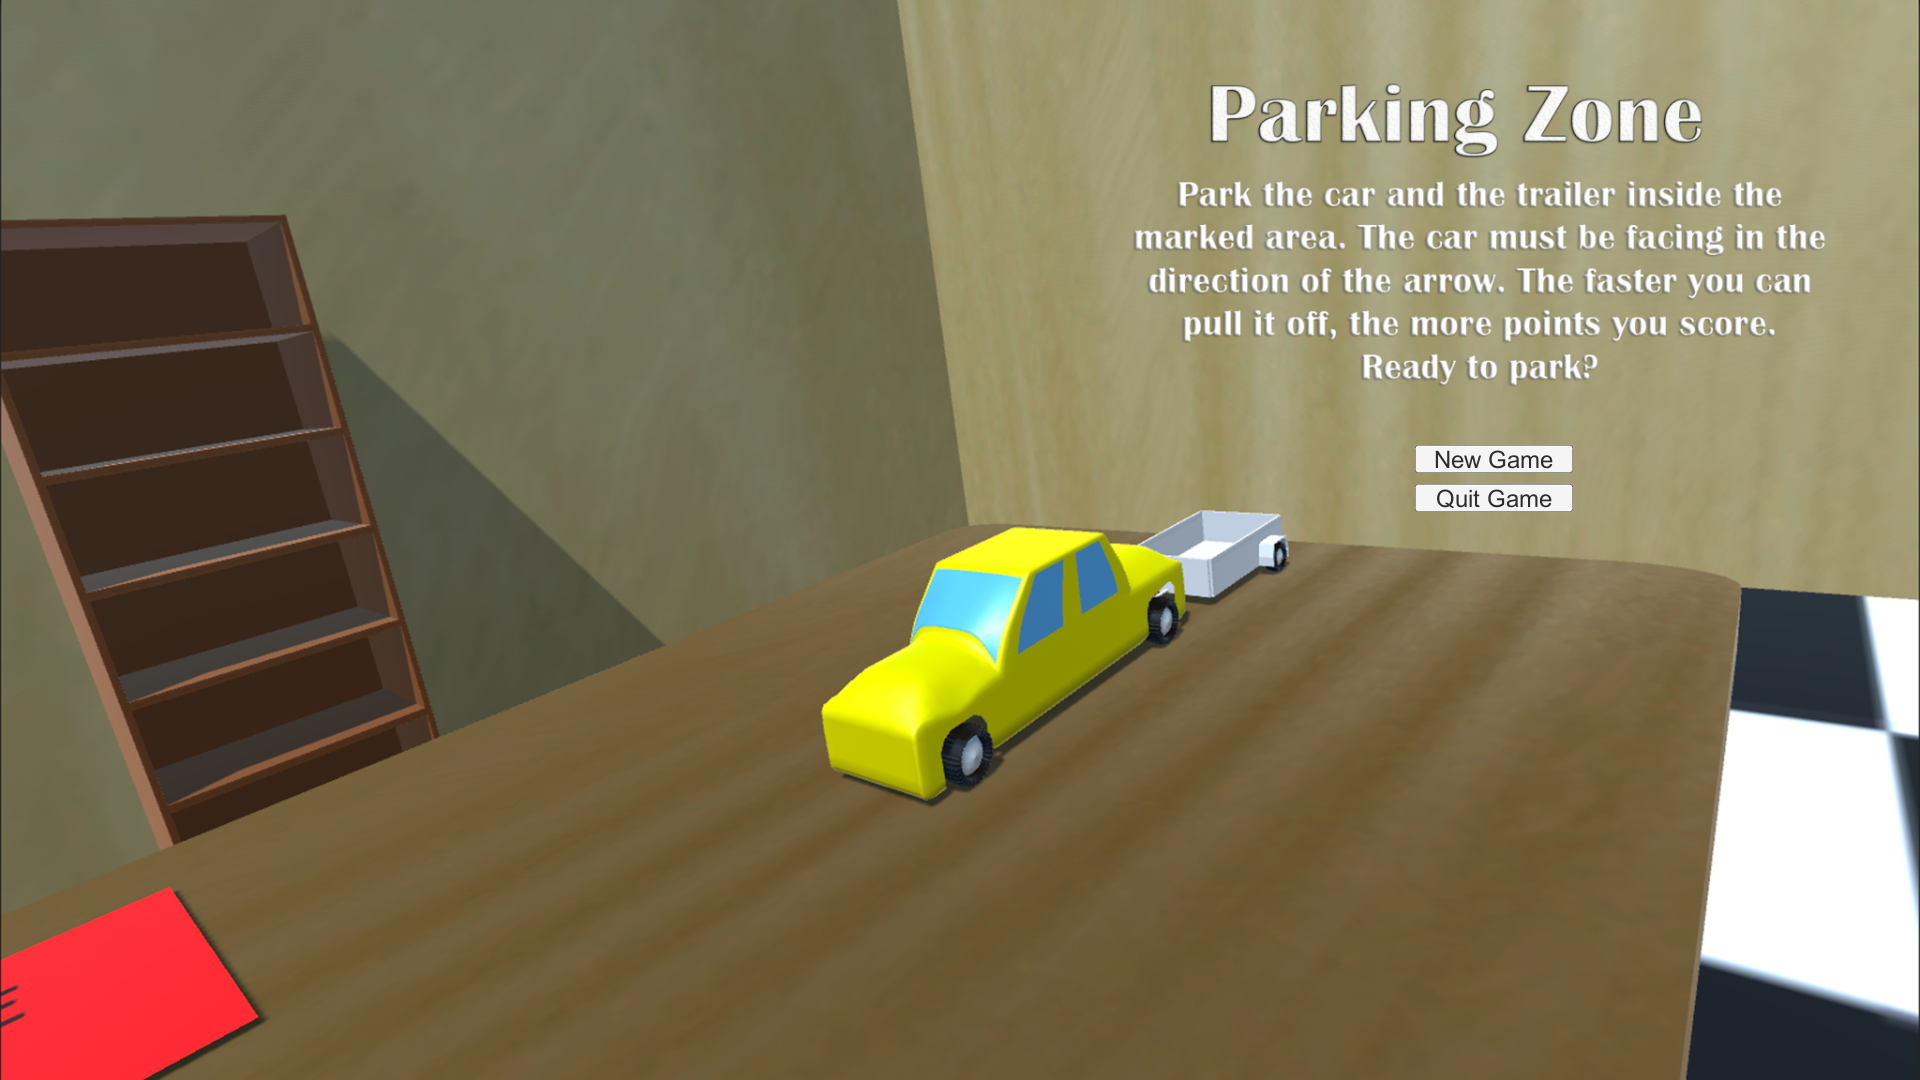 Parking Zone
Park the car and the trailer inside the
marked area. The car must be facing in the
direction of the arrow. The faster you can
pull it off, the more points you score.
Ready to park?
New Game
Quit Game